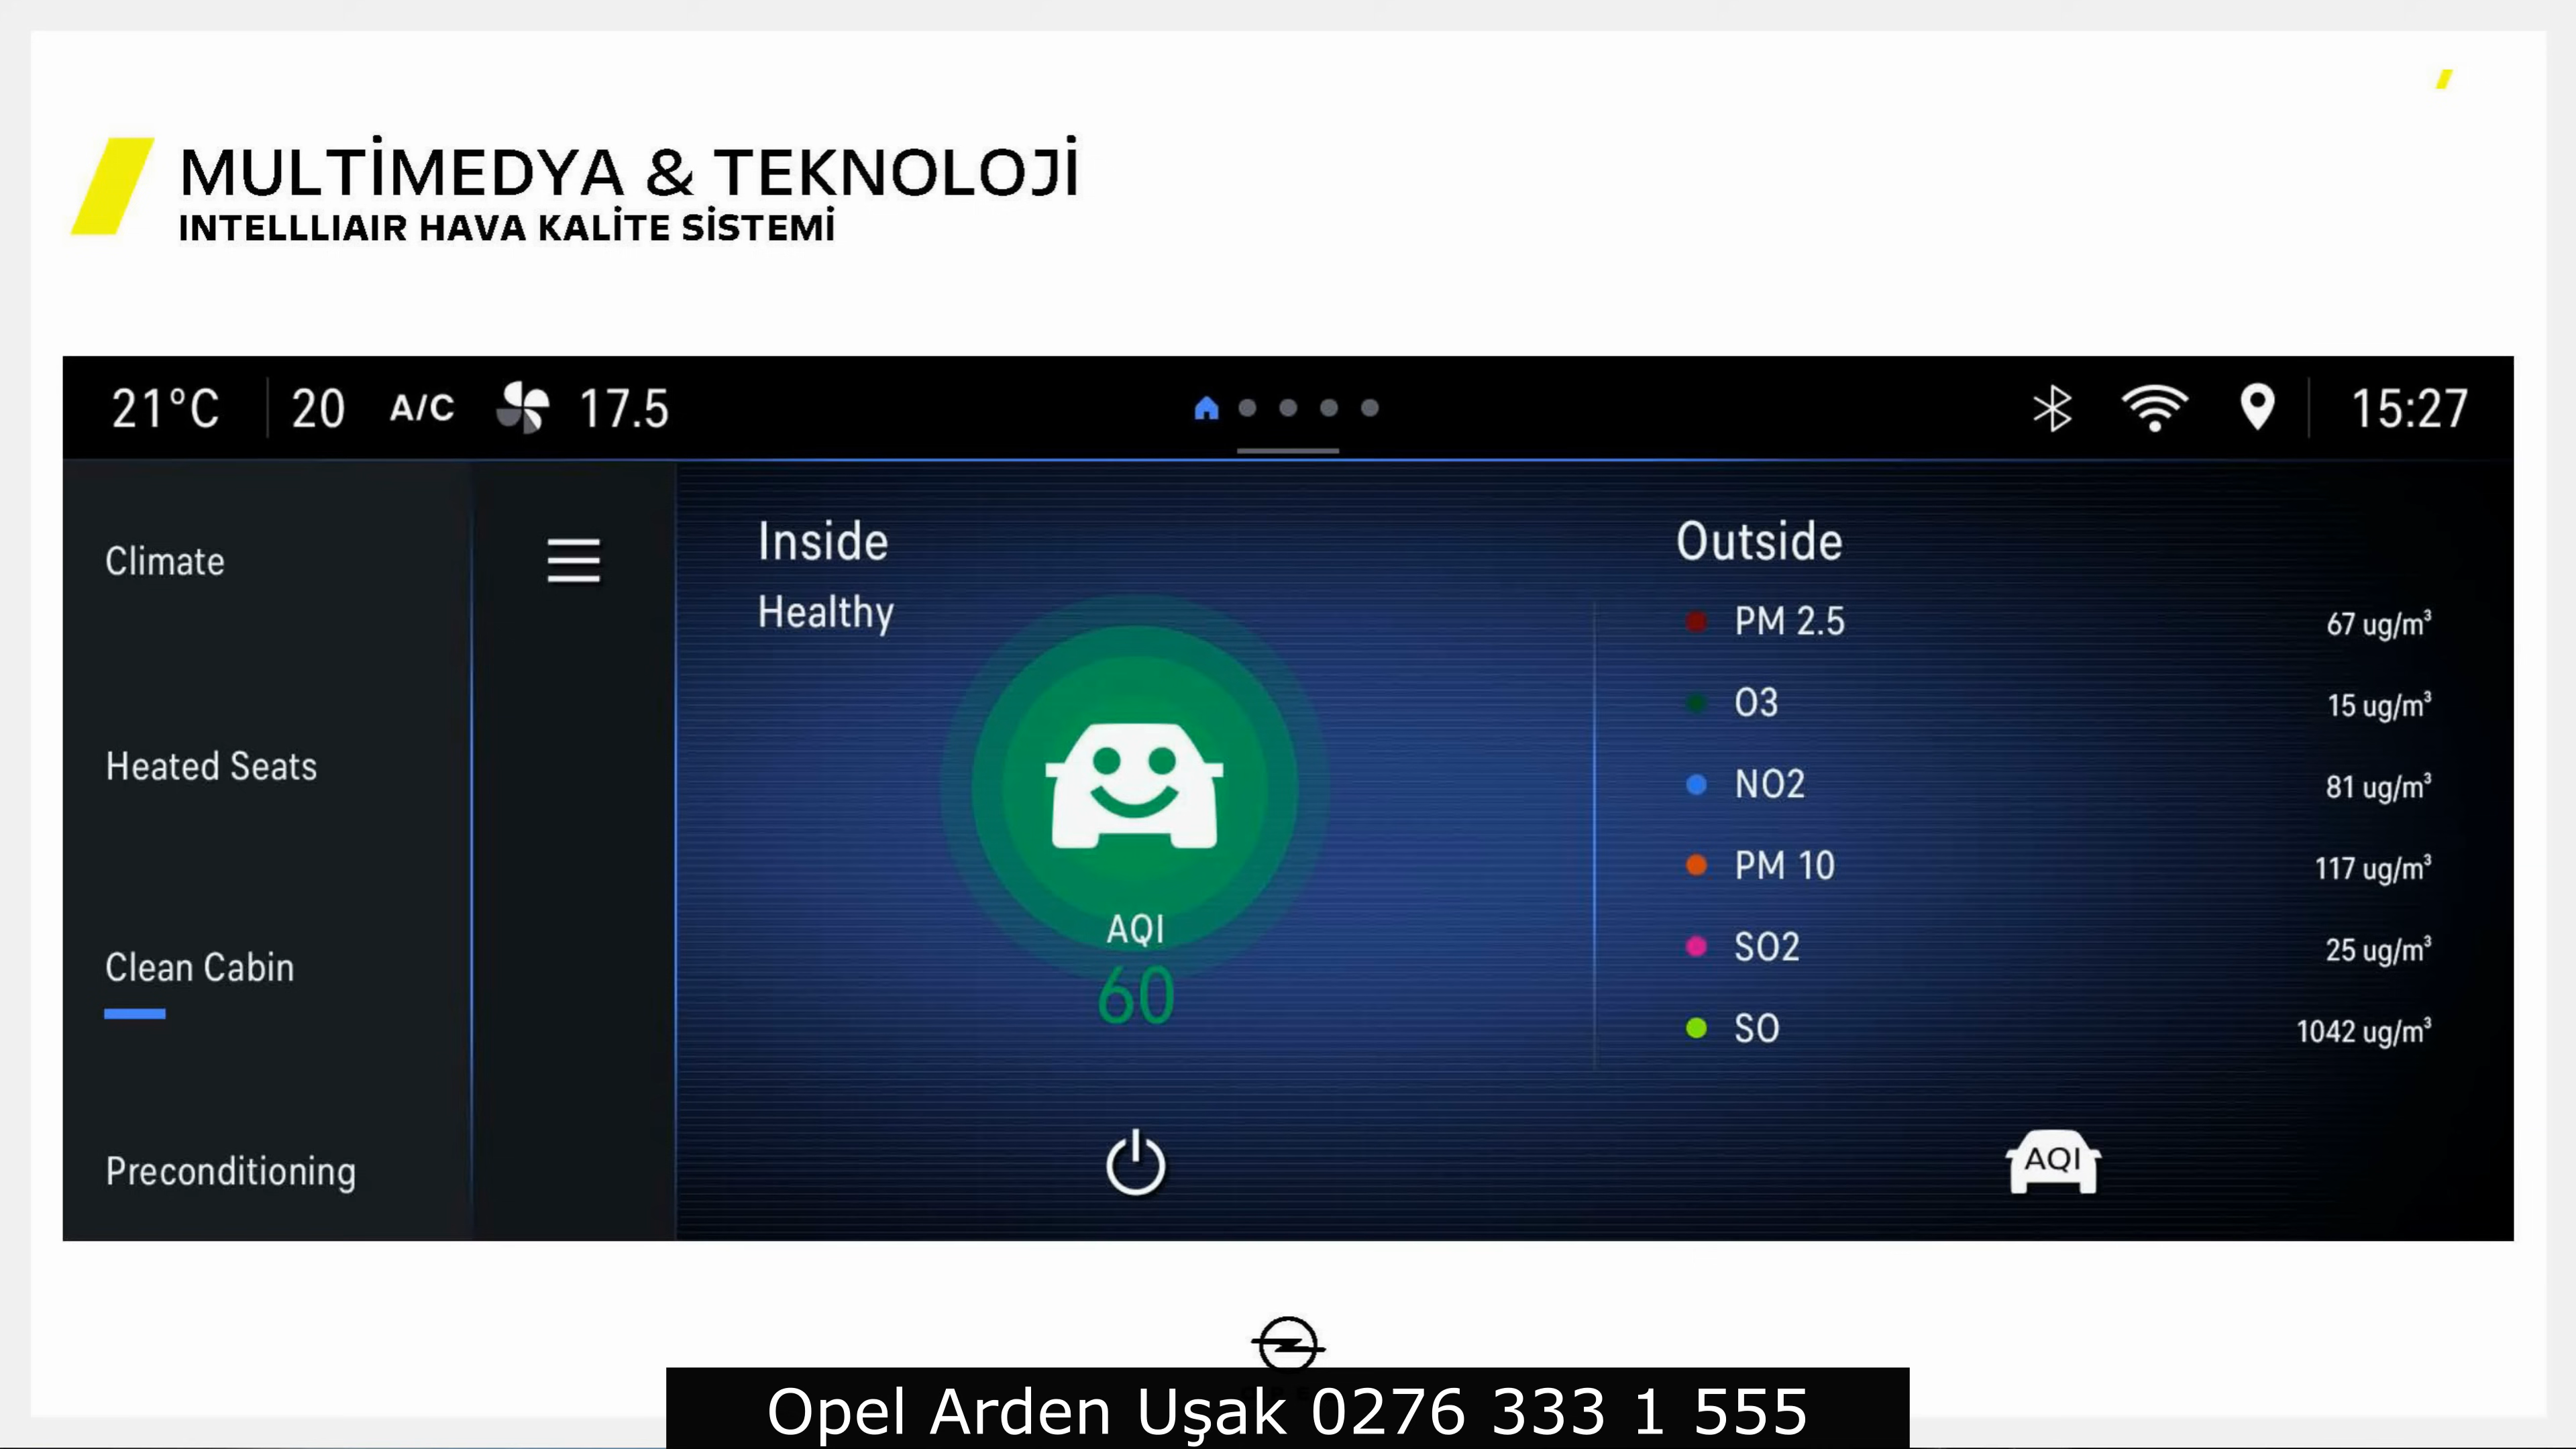 MULTİMEDYA & TEKNOLOJİ
INTELLLIAIR HAVA KALİTE SİSTEMİ
21°C 20 A/C 17.5 15:27
Climate
Heated Seats
Clean Cabin
Preconditioning
Inside
Healthy
AQI
60
Outside
PM 2.5 67 ug/m³
O3 15 ug/m³
NO2 81 ug/m³
PM 10 117 ug/m³
SO2 25 ug/m³
SO 1042 ug/m³
AQI
Opel Arden Uşak 0276 333 1 555